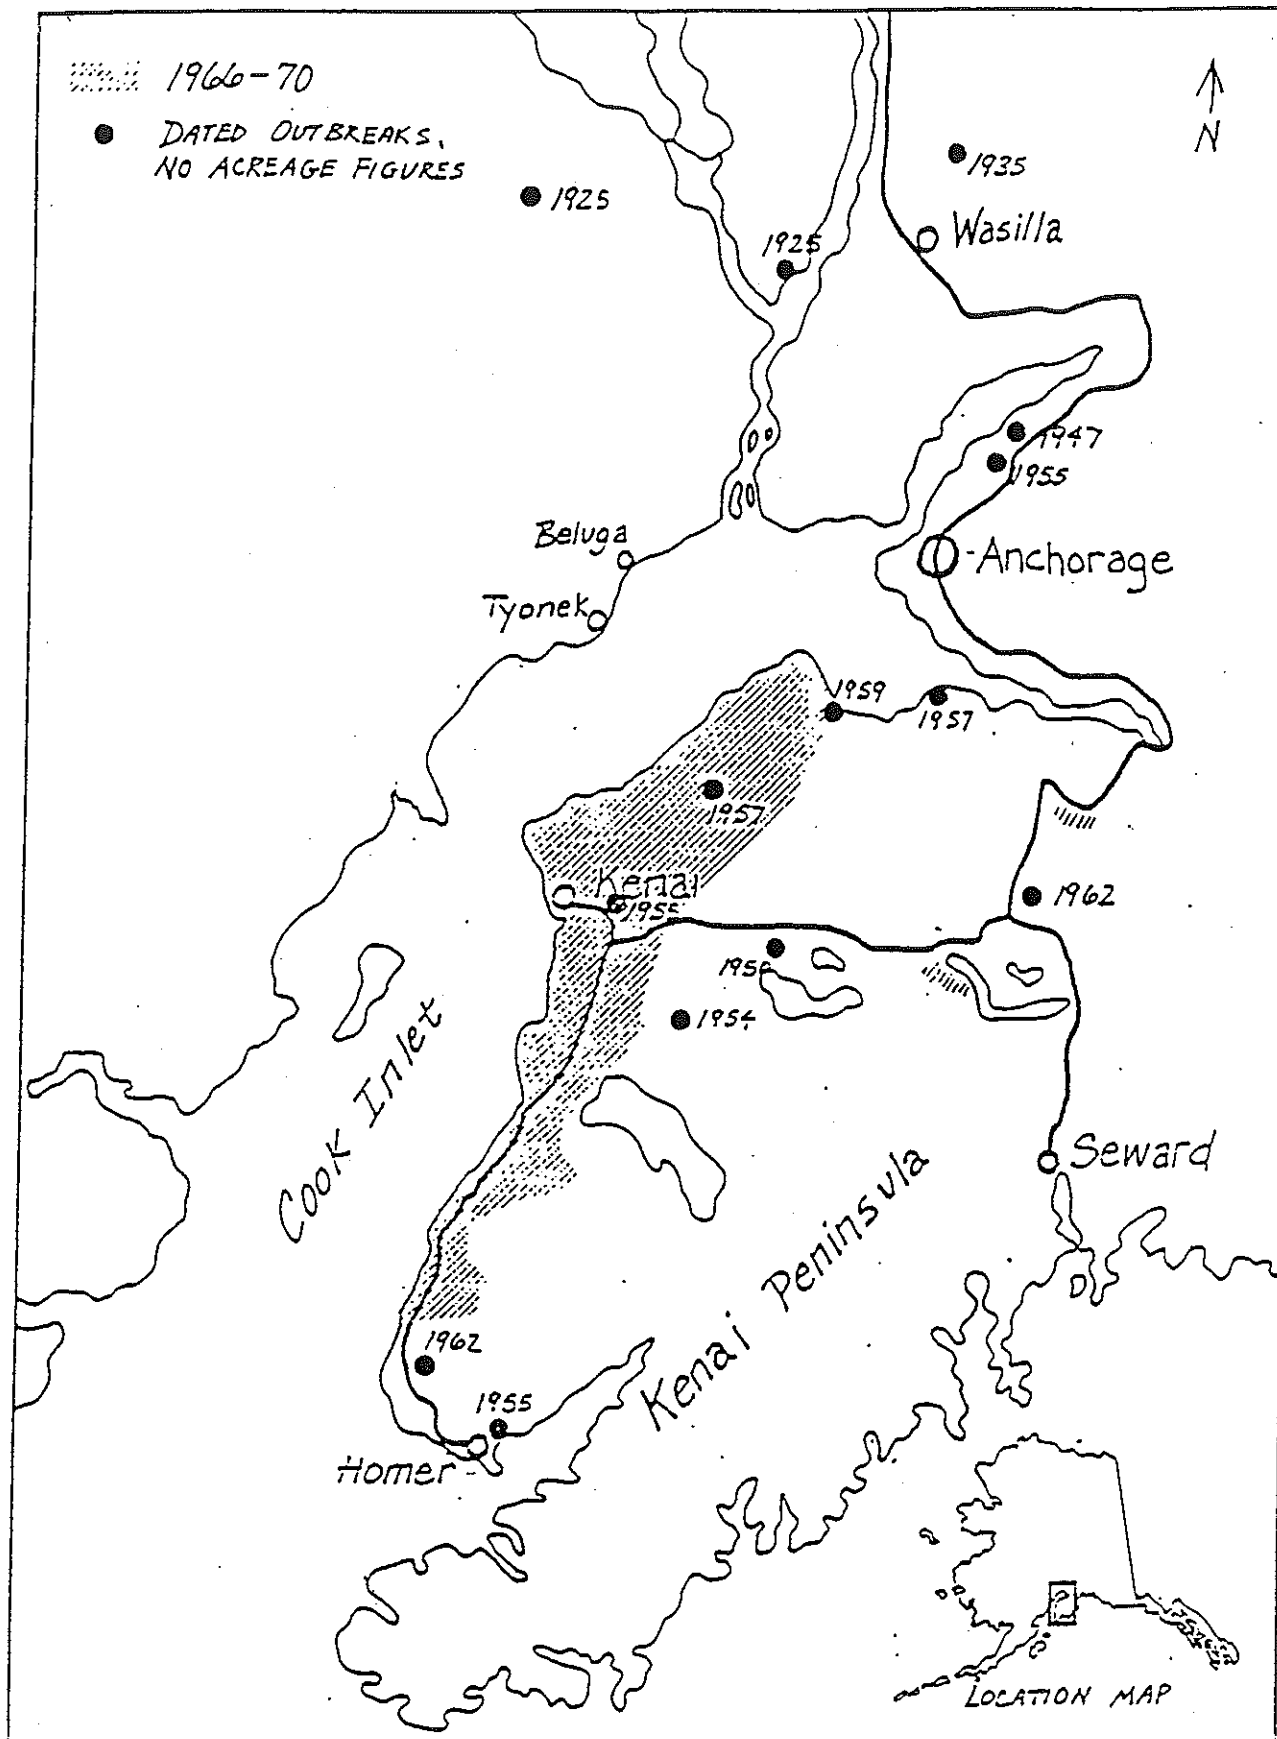 1966-70
DATED OUTBREAKS,
NO ACREAGE FIGURES
N
1935
1925
Wasilla
1925
1947
1955
Beluga
Anchorage
Tyonek
1959
1957
1957
Kenai
1955
1962
1954
Cook Inlet
Seward
Kenai Peninsula
1962
1955
Homer
LOCATION MAP